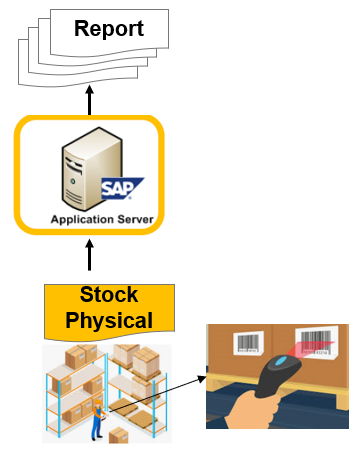 Report
SAP
Application Server
Stock
Physical